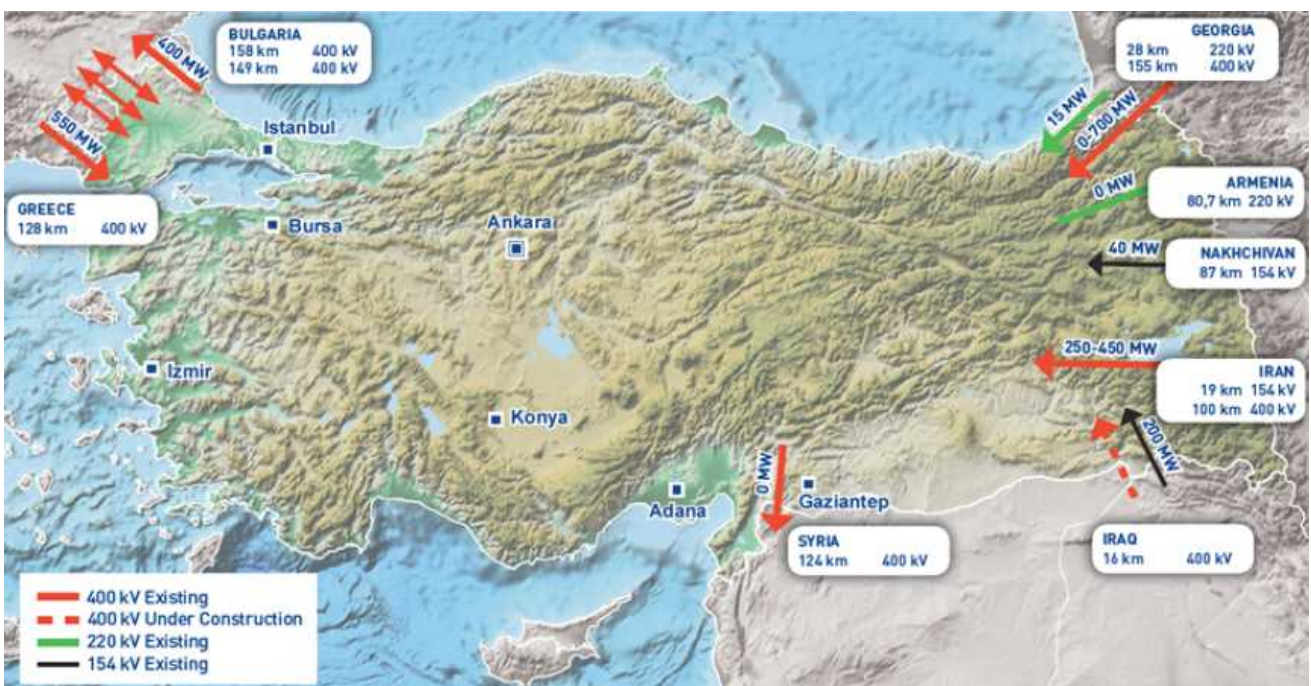 BULGARIA
158 km 400 kV
149 km 400 kV
400 MW
550 MW
GREECE
128 km 400 kV
Istanbul
Bursa
Ankara
Izmir
Konya
Adana
Gaziantep
GEORGIA
28 km 220 kV
155 km 400 kV
15 MW
0-700 MW
0 MW
ARMENIA
80,7 km 220 kV
40 MW
NAKHCHIVAN
87 km 154 kV
250-450 MW
IRAN
19 km 154 kV
100 km 400 kV
200 MW
IRAQ
16 km 400 kV
0 MW
SYRIA
124 km 400 kV
400 kV Existing
400 kV Under Construction
220 kV Existing
154 kV Existing